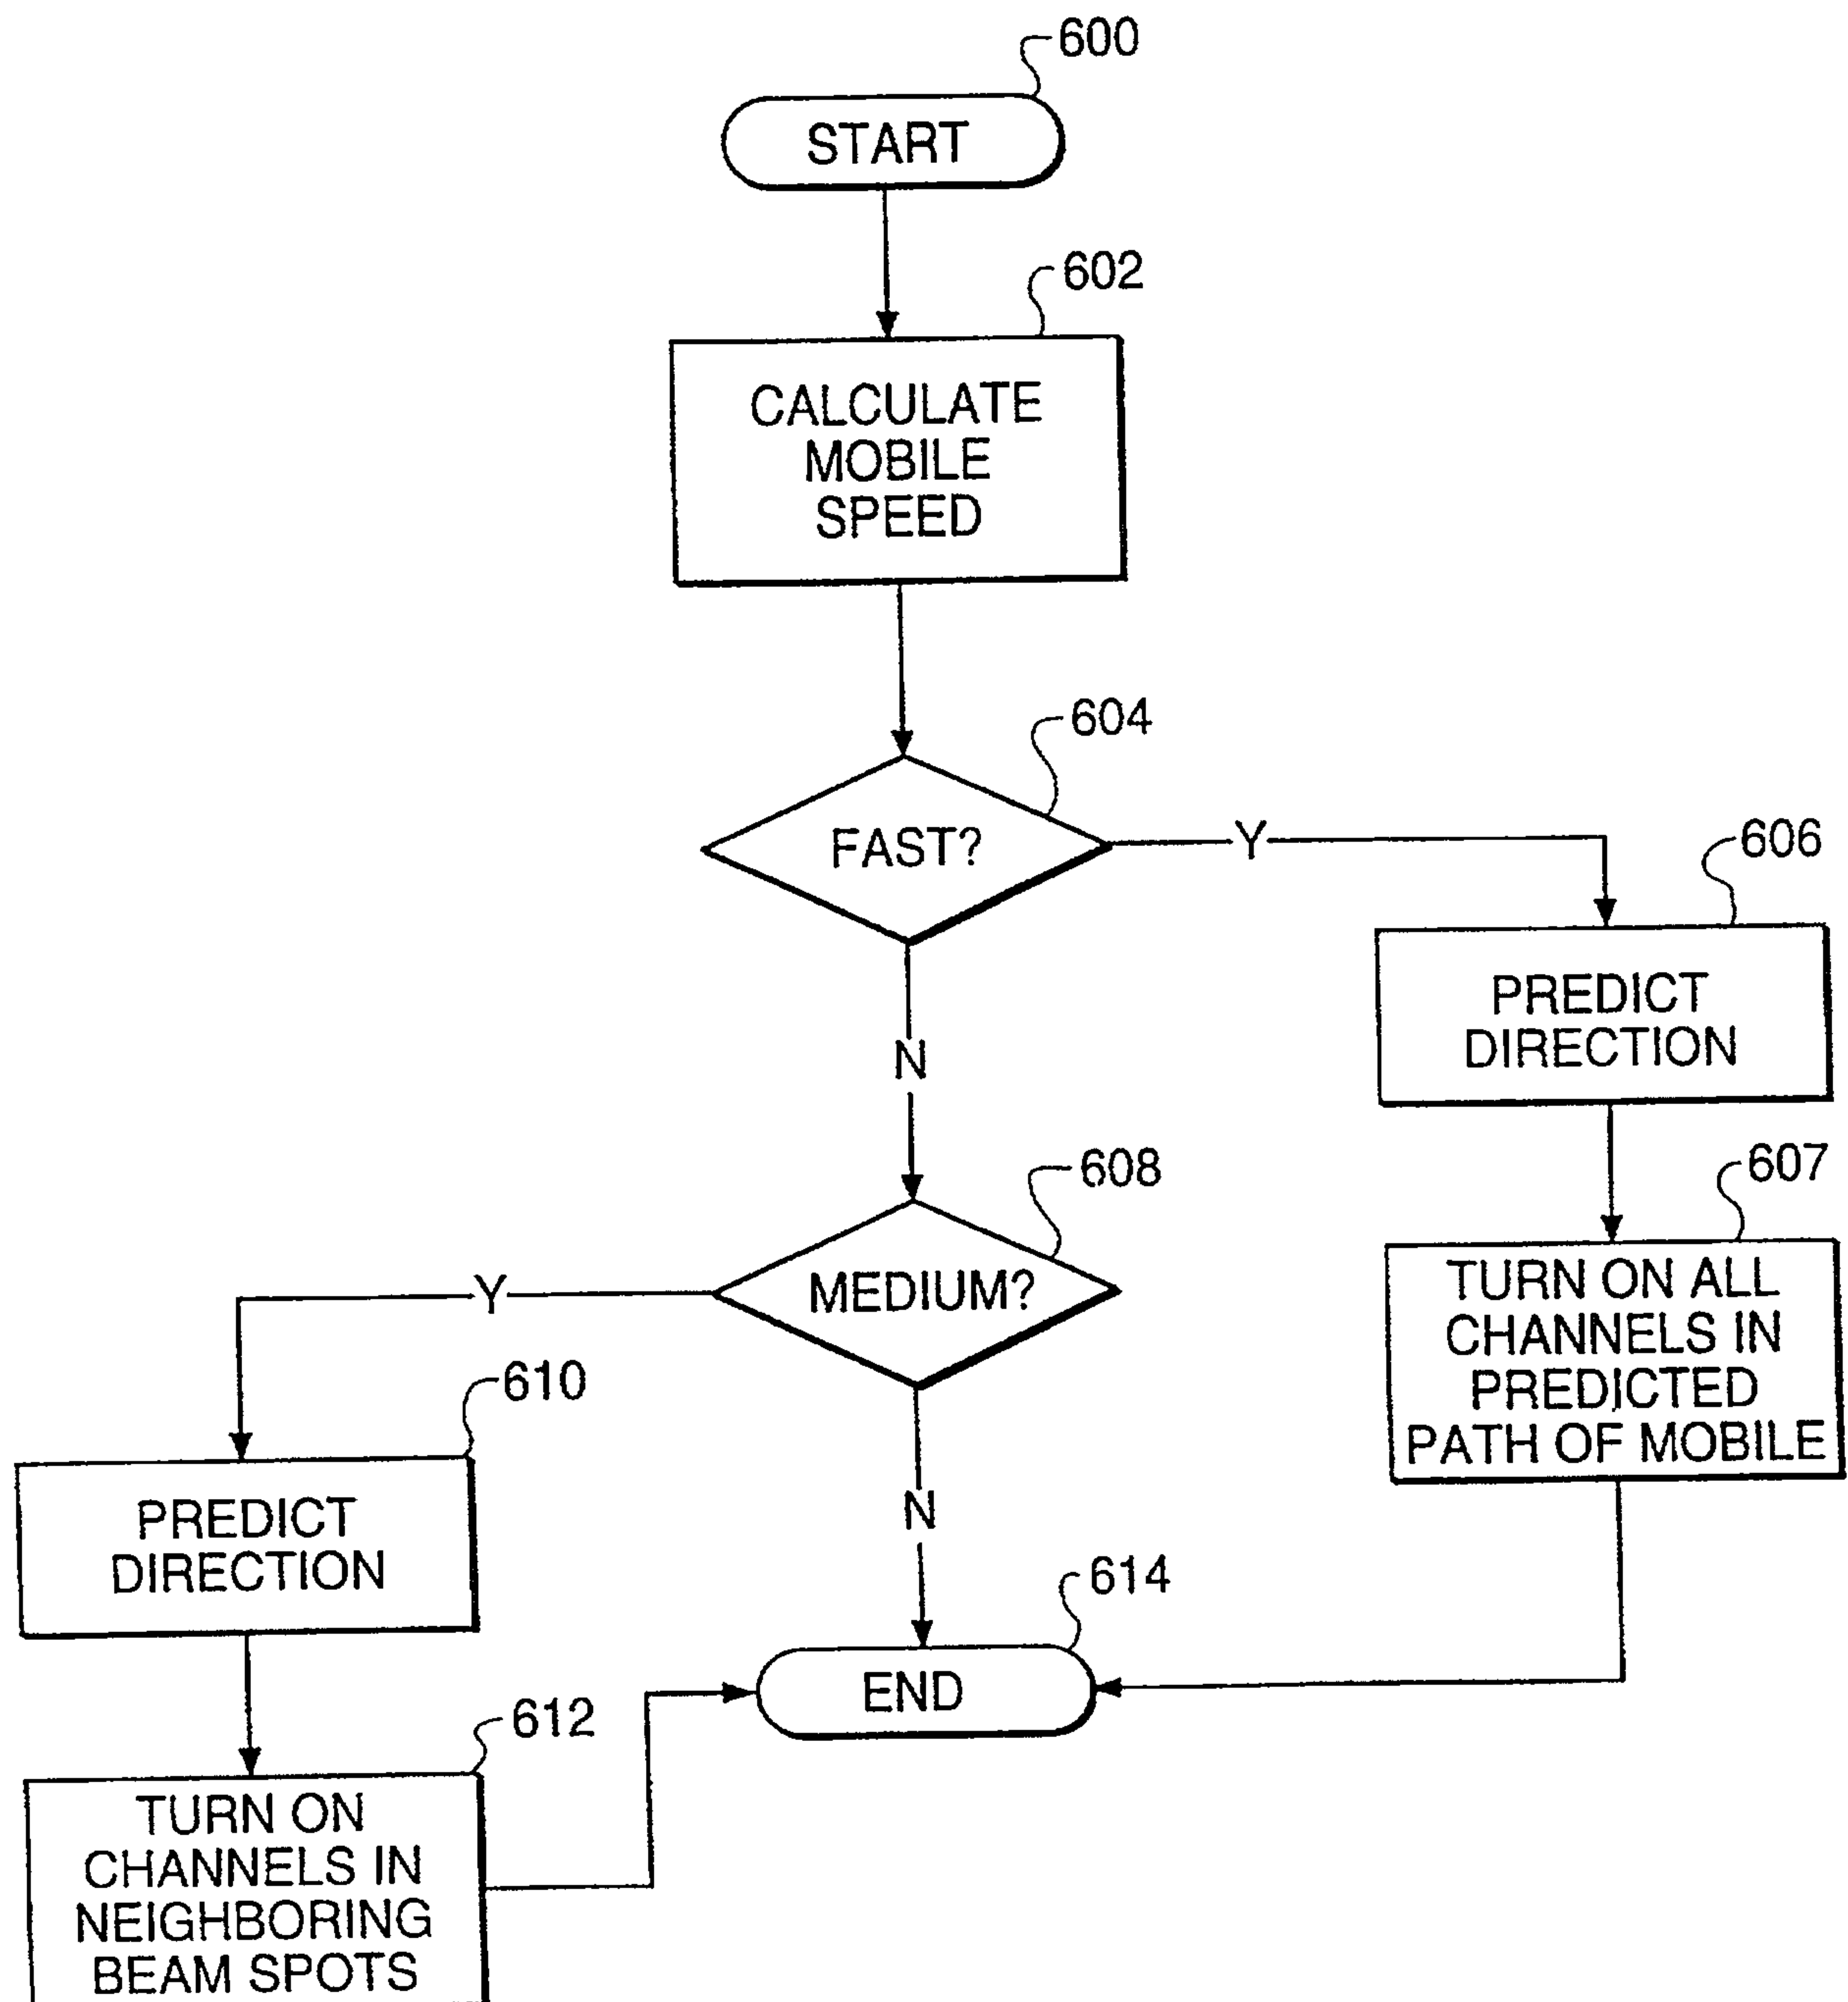 600
START
602
CALCULATE
MOBILE
SPEED
604
FAST?
Y
606
PREDICT
DIRECTION
N
607
TURN ON ALL
CHANNELS IN
PREDICTED
PATH OF MOBILE
608
MEDIUM?
Y
610
PREDICT
DIRECTION
N
614
END
612
TURN ON
CHANNELS IN
NEIGHBORING
BEAM SPOTS